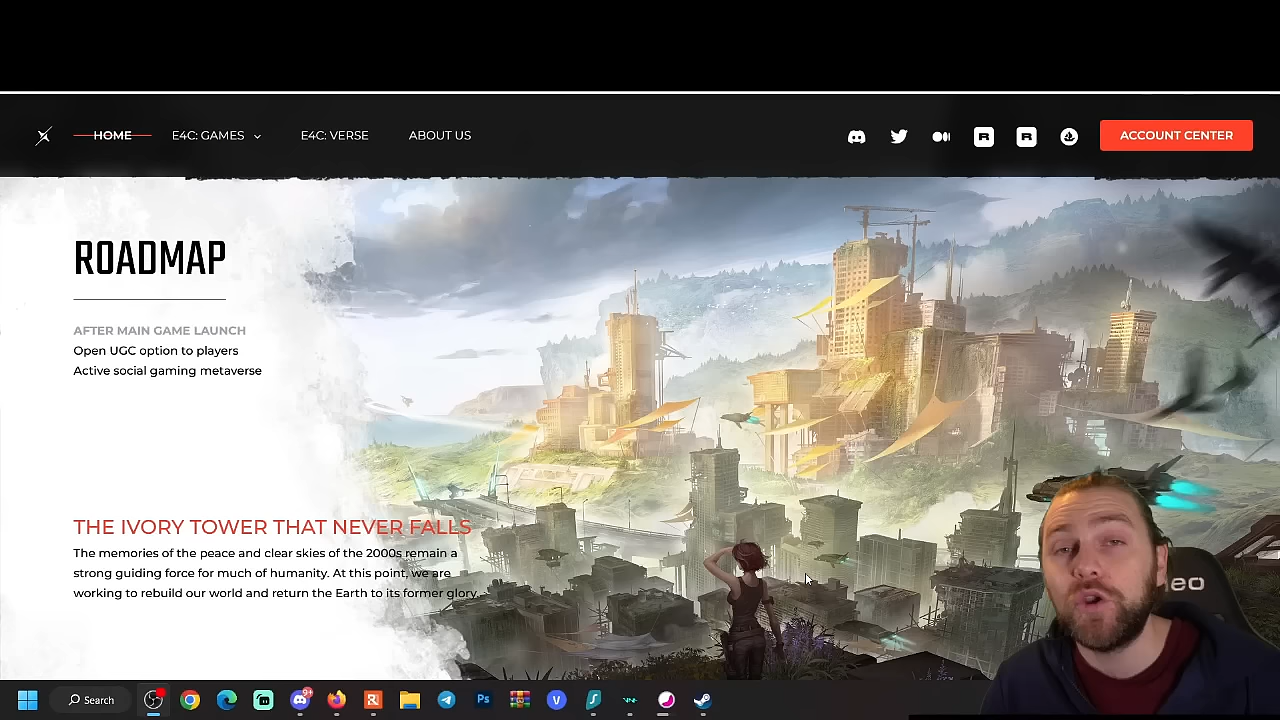 HOME E4C: GAMES E4C: VERSE ABOUT US ACCOUNT CENTER
ROADMAP
AFTER MAIN GAME LAUNCH
Open UGC option to players
Active social gaming metaverse
THE IVORY TOWER THAT NEVER FALLS
The memories of the peace and clear skies of the 2000s remain a
strong guiding force for much of humanity. At this point, we are
working to rebuild our world and return the Earth to its former glory.
Search
9+
Ps